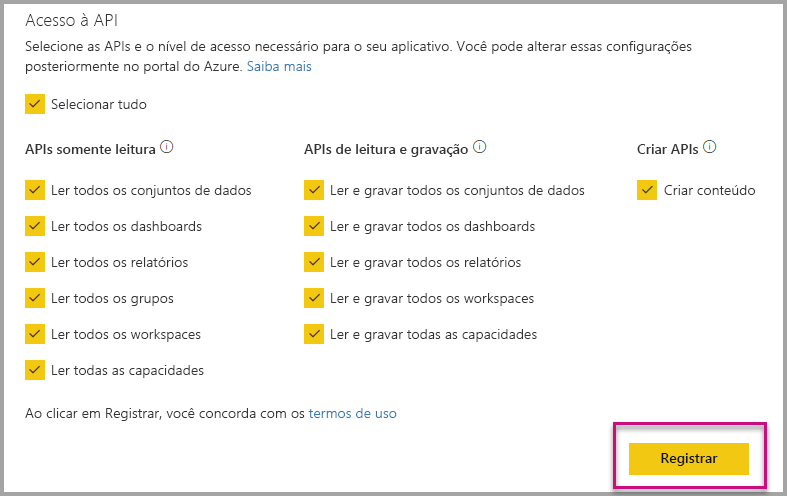 Acesso à API
Selecione as APIs e o nível de acesso necessário para o seu aplicativo. Você pode alterar essas configurações
posteriormente no portal do Azure. Saiba mais
Selecionar tudo
APIs somente leitura
Ler todos os conjuntos de dados
Ler todos os dashboards
Ler todos os relatórios
Ler todos os grupos
Ler todos os workspaces
Ler todas as capacidades
APIs de leitura e gravação
Ler e gravar todos os conjuntos de dados
Ler e gravar todos os dashboards
Ler e gravar todos os relatórios
Ler e gravar todos os workspaces
Ler e gravar todas as capacidades
Criar APIs
Criar conteúdo
Ao clicar em Registrar, você concorda com os termos de uso
Registrar